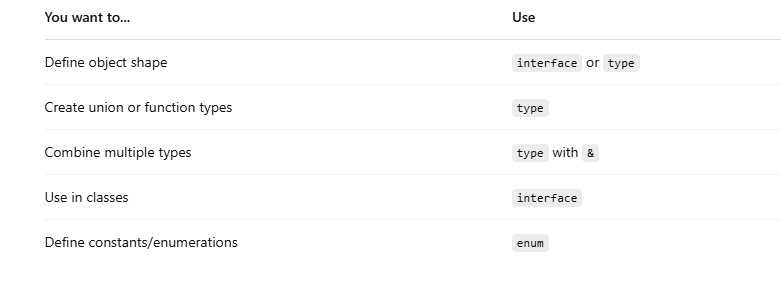 You want to... Use
Define object shape interface or type
Create union or function types type
Combine multiple types type with &
Use in classes interface
Define constants/enumerations enum